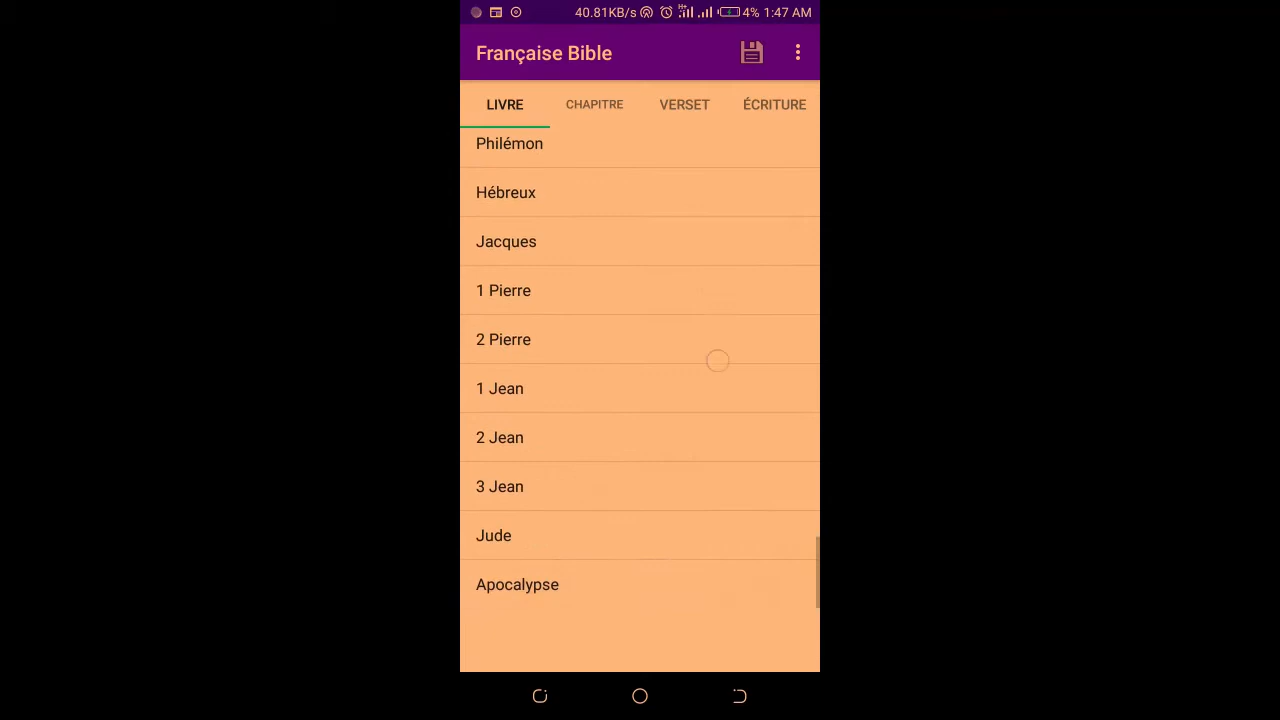 40.81KB/s H+ 4% 1:47 AM
Française Bible
LIVRE CHAPITRE VERSET ÉCRITURE
Philémon
Hébreux
Jacques
1 Pierre
2 Pierre
1 Jean
2 Jean
3 Jean
Jude
Apocalypse